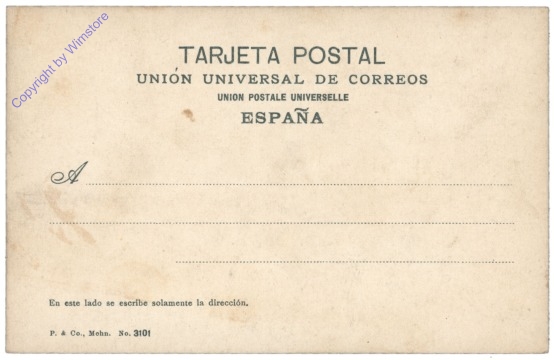 Copyright by Wimstore
TARJETA POSTAL
UNIÓN UNIVERSAL DE CORREOS
UNION POSTALE UNIVERSELLE
ESPAÑA
A
En este lado se escribe solamente la dirección.
P. & Co., Mchn. No. 3101